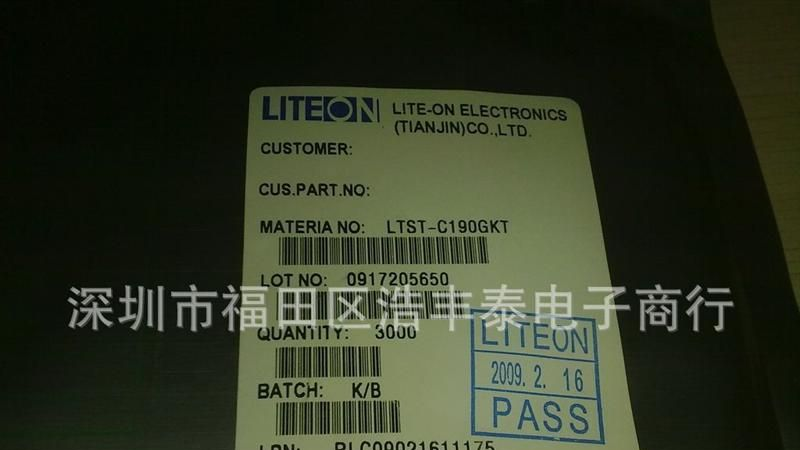 LITEON LITE-ON ELECTRONICS
(TIANJIN)CO.,LTD.
CUSTOMER:
CUS.PART.NO:
MATERIA NO: LTST-C190GKT
LOT NO: 0917205650
深圳市福田区浩丰泰电子商行
QUANTITY: 3000
BATCH: K/B
LITEON
2009. 2. 16
PASS